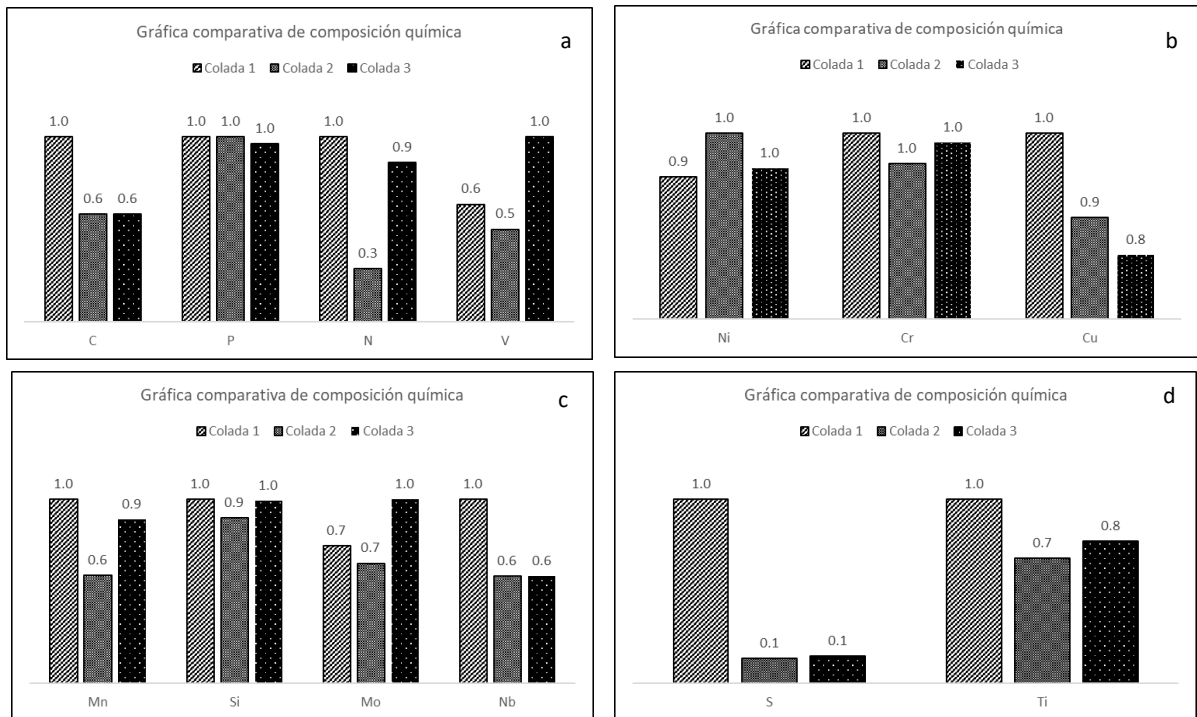 Gráfica comparativa de composición química
a
Colada 1 Colada 2 Colada 3
1.0 0.6 0.6 1.0 1.0 1.0 1.0 0.3 0.9 0.6 0.5 1.0
C P N V
Gráfica comparativa de composición química
b
Colada 1 Colada 2 Colada 3
0.9 1.0 1.0 1.0 1.0 1.0 1.0 0.9 0.8
Ni Cr Cu
Gráfica comparativa de composición química
c
Colada 1 Colada 2 Colada 3
1.0 0.6 0.9 1.0 0.9 1.0 0.7 0.7 1.0 1.0 0.6 0.6
Mn Si Mo Nb
Gráfica comparativa de composición química
d
Colada 1 Colada 2 Colada 3
1.0 0.1 0.1 1.0 0.7 0.8
S Ti